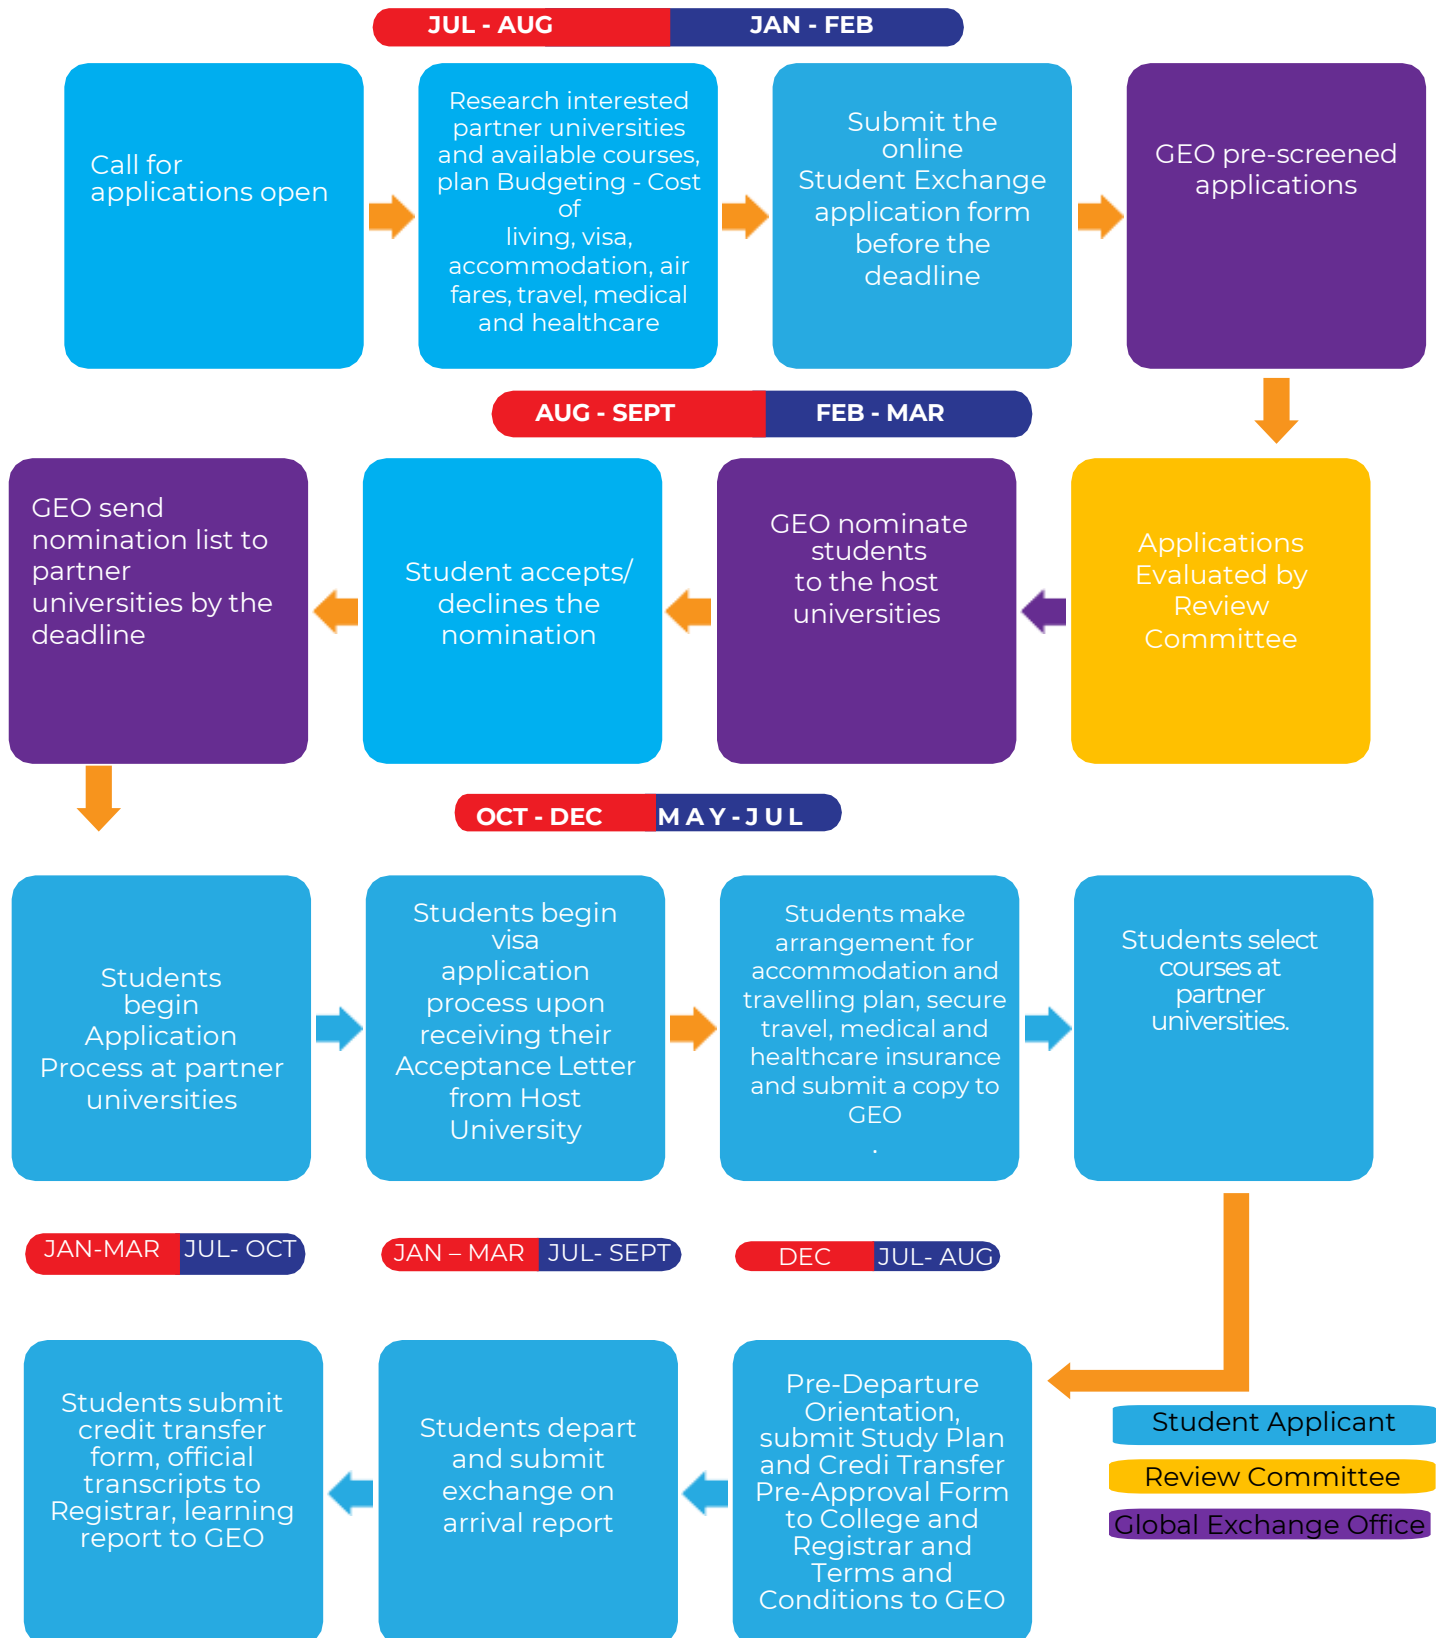 JUL - AUG JAN - FEB
Call for
applications open
Research interested
partner universities
and available courses,
plan Budgeting - Cost
of
living, visa,
accommodation, air
fares, travel, medical
and healthcare
Submit the
online
Student Exchange
application form
before the
deadline
GEO pre-screened
applications
AUG - SEPT FEB - MAR
GEO send
nomination list to
partner
universities by the
deadline
Student accepts/
declines the
nomination
GEO nominate
students
to the host
universities
Applications
Evaluated by
Review
Committee
OCT - DEC MAY-JUL
Students
begin
Application
Process at partner
universities
Students begin
visa
application
process upon
receiving their
Acceptance Letter
from Host
University
Students make
arrangement for
accommodation and
travelling plan, secure
travel, medical and
healthcare insurance
and submit a copy to
GEO
.
Students select
courses at
partner
universities.
JAN-MAR JUL- OCT
JAN – MAR JUL- SEPT
DEC JUL- AUG
Students submit
credit transfer
form, official
transcripts to
Registrar, learning
report to GEO
Students depart
and submit
exchange on
arrival report
Pre-Departure
Orientation,
submit Study Plan
and Credi Transfer
Pre-Approval Form
to College and
Registrar and
Terms and
Conditions to GEO
Student Applicant
Review Committee
Global Exchange Office